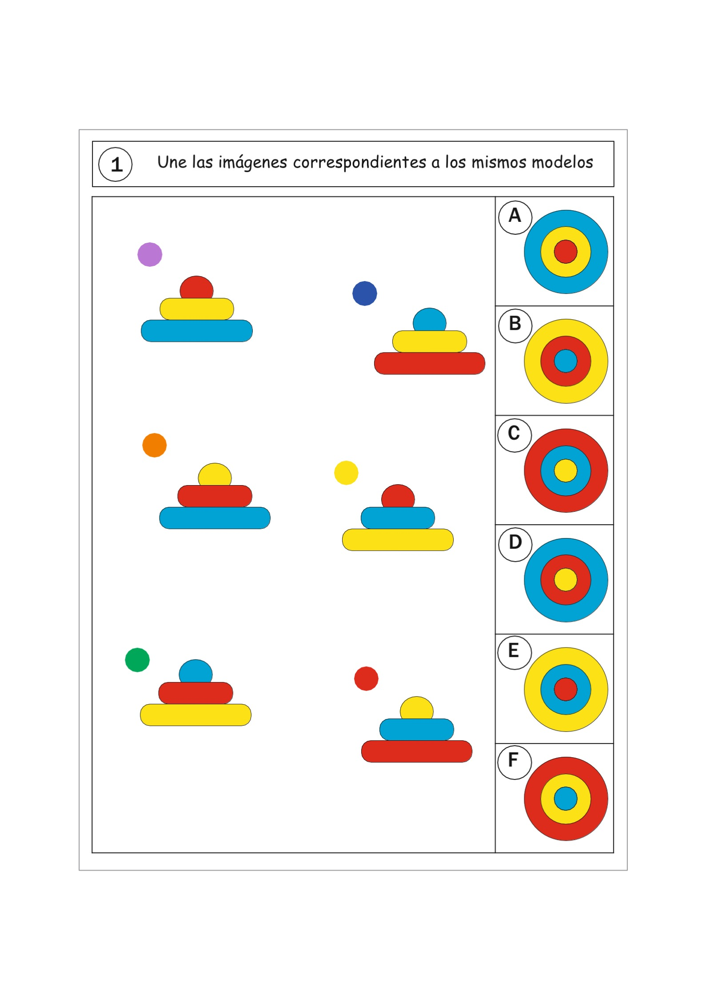 1 Une las imágenes correspondientes a los mismos modelos
A
B
C
D
E
F